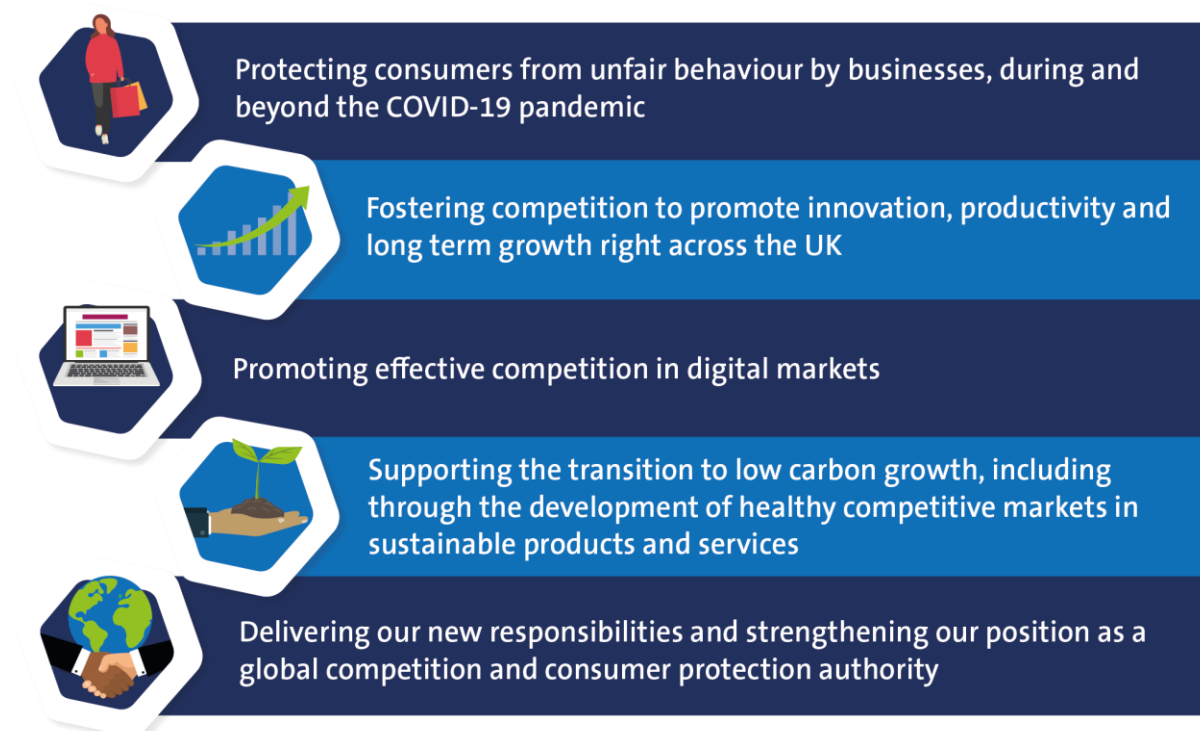 Protecting consumers from unfair behaviour by businesses, during and
beyond the COVID-19 pandemic
Fostering competition to promote innovation, productivity and
long term growth right across the UK
Promoting effective competition in digital markets
Supporting the transition to low carbon growth, including
through the development of healthy competitive markets in
sustainable products and services
Delivering our new responsibilities and strengthening our position as a
global competition and consumer protection authority